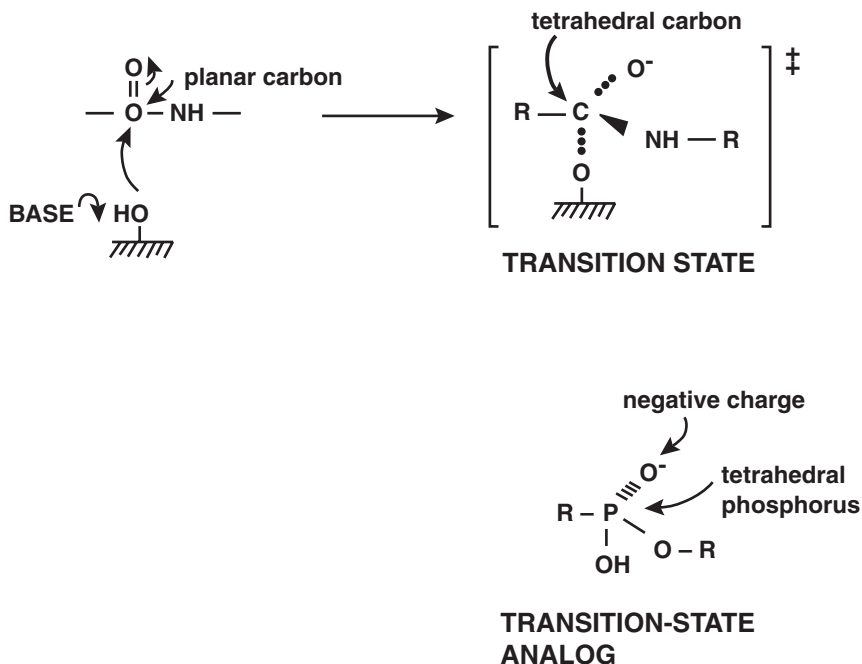 tetrahedral carbon
O
planar carbon
O⁻
‡
— O — NH —
R — C
NH — R
O
BASE HO
TRANSITION STATE
negative charge
O⁻
tetrahedral
phosphorus
R – P
O – R
OH
TRANSITION-STATE
ANALOG